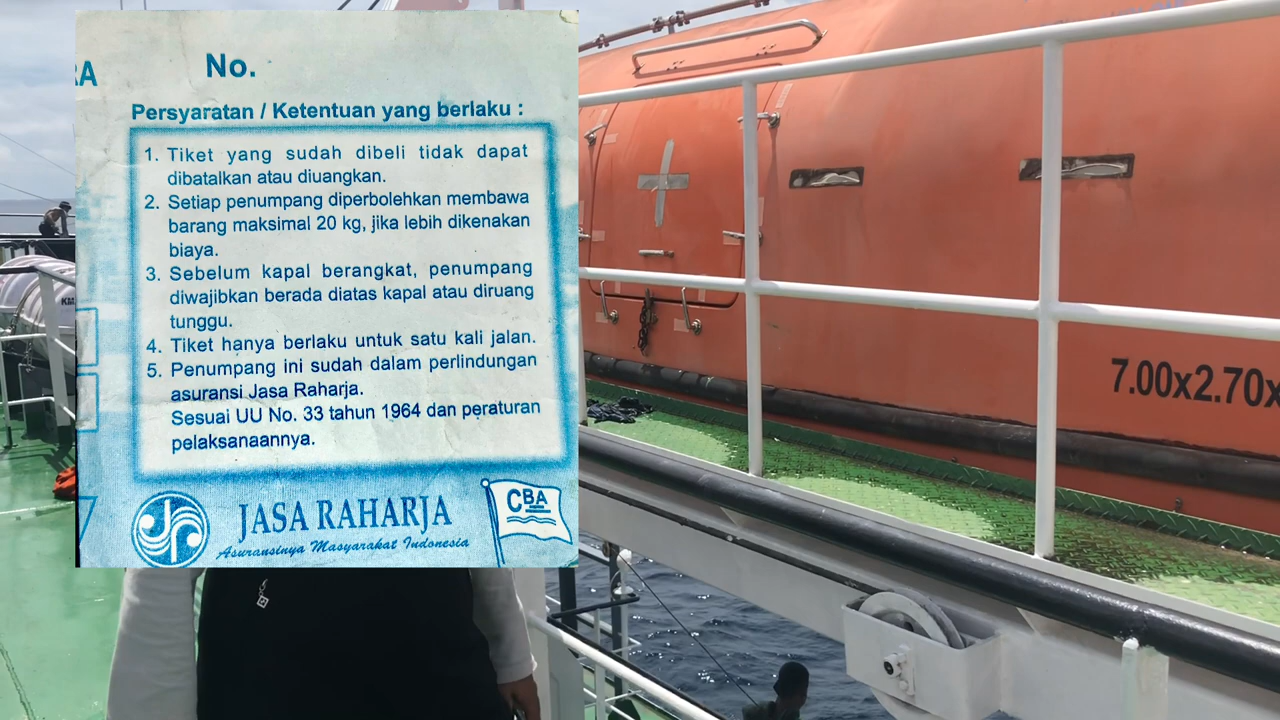 RA
No.
Persyaratan / Ketentuan yang berlaku :
1. Tiket yang sudah dibeli tidak dapat
dibatalkan atau diuangkan.
2. Setiap penumpang diperbolehkan membawa
barang maksimal 20 kg, jika lebih dikenakan
biaya.
3. Sebelum kapal berangkat, penumpang
diwajibkan berada diatas kapal atau diruang
tunggu.
4. Tiket hanya berlaku untuk satu kali jalan.
5. Penumpang ini sudah dalam perlindungan
asuransi Jasa Raharja.
Sesuai UU No. 33 tahun 1964 dan peraturan
pelaksanaannya.
JASA RAHARJA
Asuransinya Masyarakat Indonesia
CBA
KM
7.00x2.70x